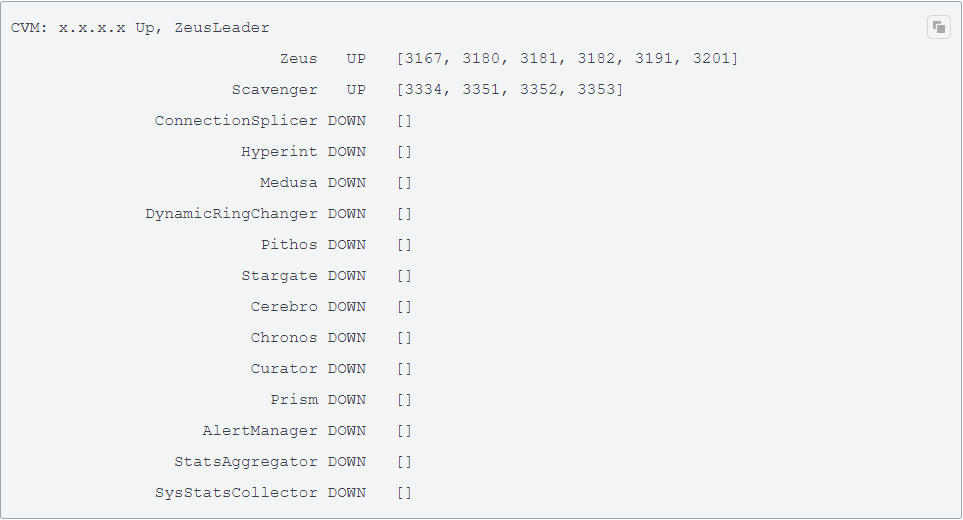 CVM: x.x.x.x Up, ZeusLeader
Zeus UP [3167, 3180, 3181, 3182, 3191, 3201]
Scavenger UP [3334, 3351, 3352, 3353]
ConnectionSplicer DOWN []
Hyperint DOWN []
Medusa DOWN []
DynamicRingChanger DOWN []
Pithos DOWN []
Stargate DOWN []
Cerebro DOWN []
Chronos DOWN []
Curator DOWN []
Prism DOWN []
AlertManager DOWN []
StatsAggregator DOWN []
SysStatsCollector DOWN []